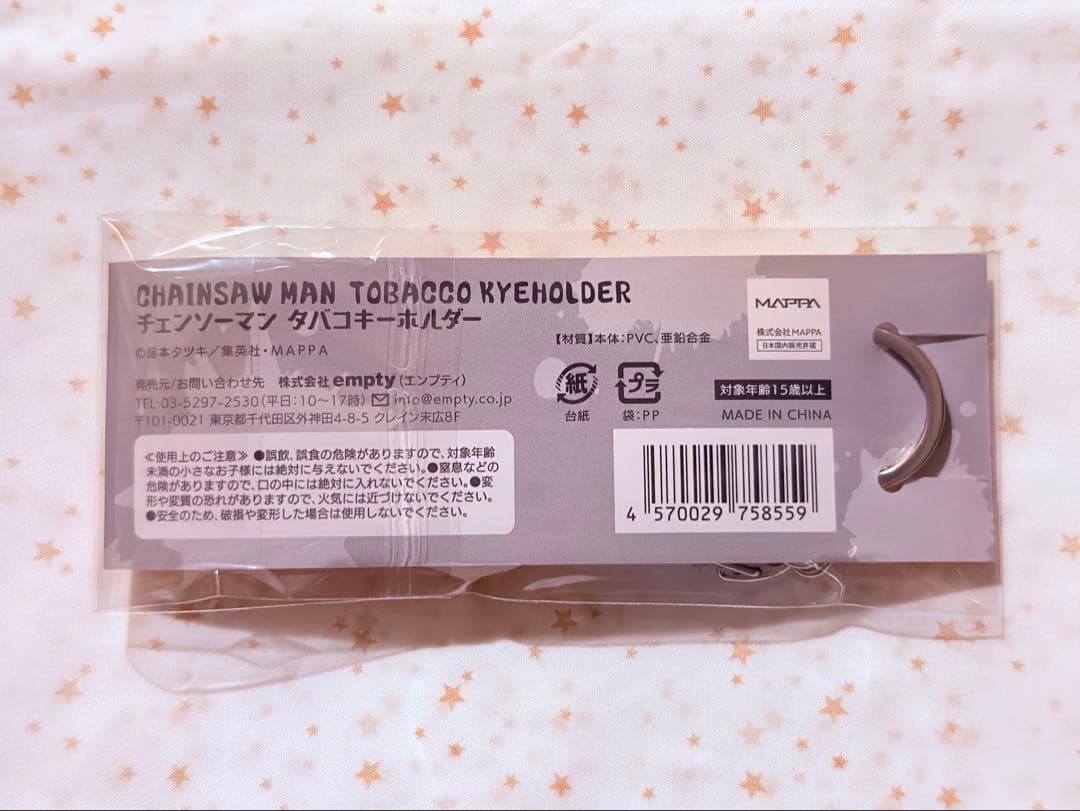 CHAINSAW MAN TOBACCO KYEHOLDER
チェンソーマン タバコキーホルダー
©藤本タツキ／集英社・MAPPA
発売元/お問い合わせ先 株式会社empty(エンプティ)
TEL:03-5297-2530(平日:10〜17時) info@empty.co.jp
〒101-0021 東京都千代田区外神田4-8-5 クレイン末広8F
≪使用上のご注意≫ ●誤飲、誤食の危険がありますので、対象年齢
未満の小さなお子様には絶対に与えないでください。●窒息などの
危険がありますので、口の中には絶対に入れないでください。●変
形や変質の恐れがありますので、火気には近づけないでください。
●安全のため、破損や変形した場合は使用しないでください。
【材質】本体:PVC、亜鉛合金
紙
台紙
プラ
袋:PP
MAPPA
株式会社MAPPA
日本国内販売許諾
対象年齢15歳以上
MADE IN CHINA
4 570029 758559